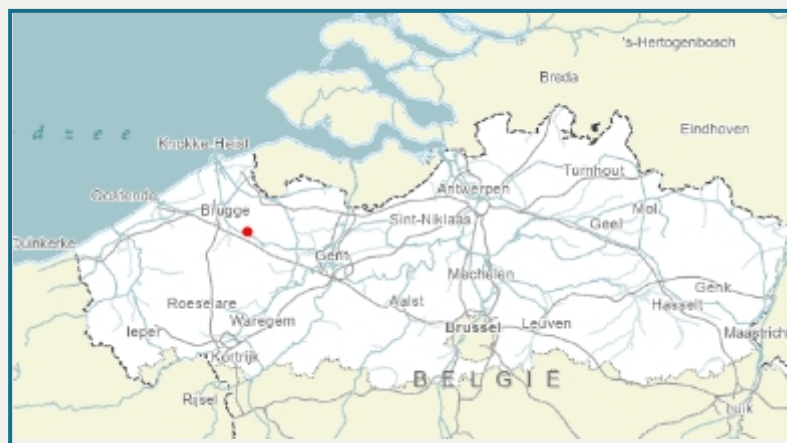 's-Hertogenbosch
Breda
Eindhoven
d z e e
Knokke-Heist
Turnhout
Antwerpen
Oostende
Brugge
Mol
Sint-Niklaas
Geel
Duinkerke
Gent
Mechelen
Genk
Aalst
Hasselt
Roeselare
Waregem
Brussel
Leuven
Ieper
Maastrich
Kortrijk
BELGIË
Rijsel
Luik